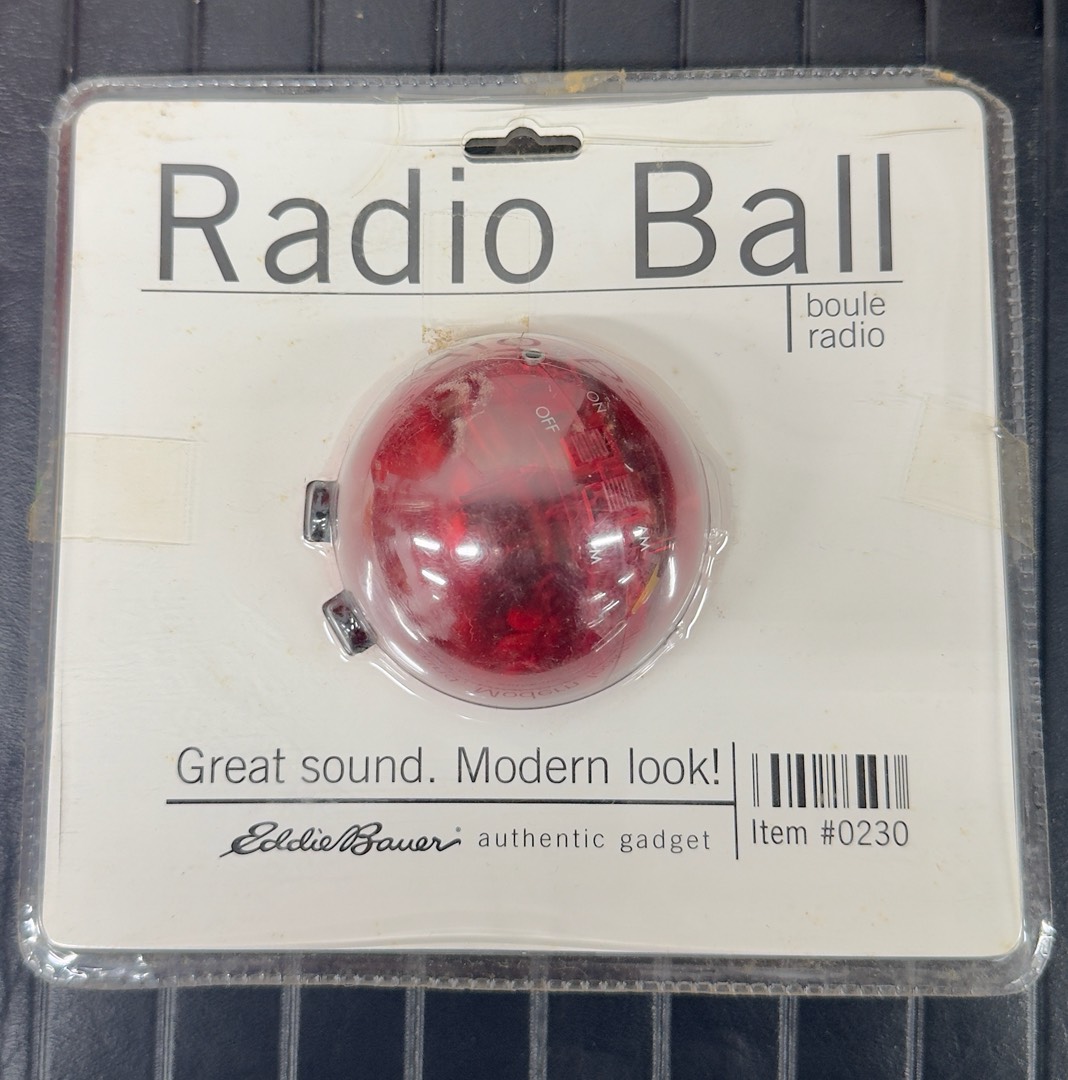 Radio Ball
boule
radio
OFF
ON
Great sound. Modern look!
Eddie Bauer® authentic gadget
Item #0230